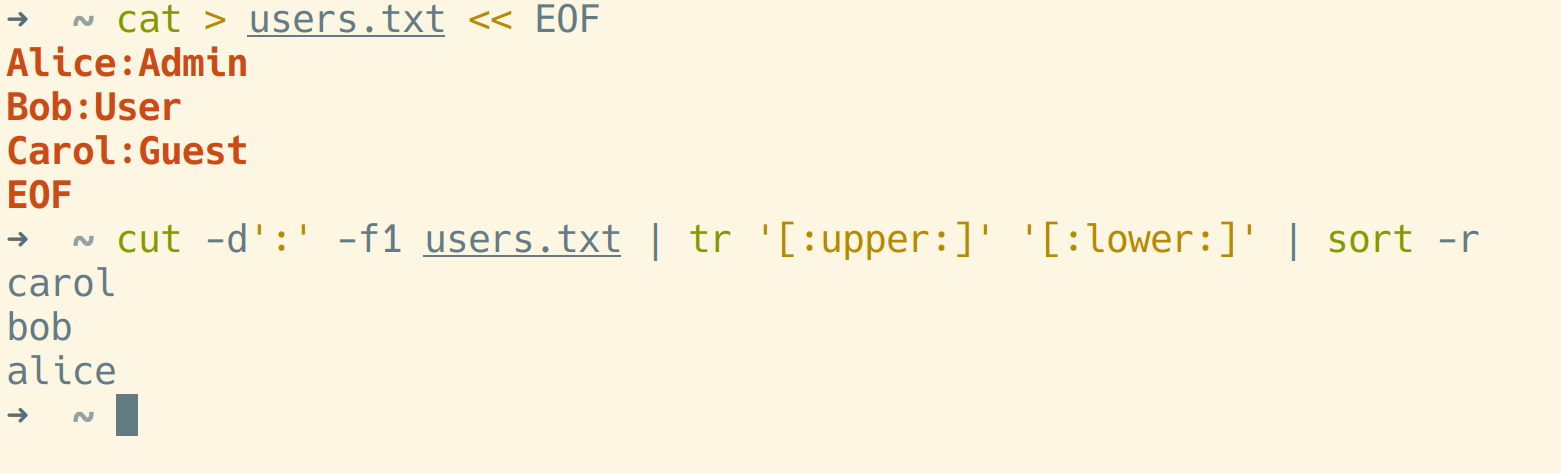 ➜  ~ cat > users.txt << EOF
Alice:Admin
Bob:User
Carol:Guest
EOF
➜  ~ cut -d':' -f1 users.txt | tr '[:upper:]' '[:lower:]' | sort -r
carol
bob
alice
➜  ~